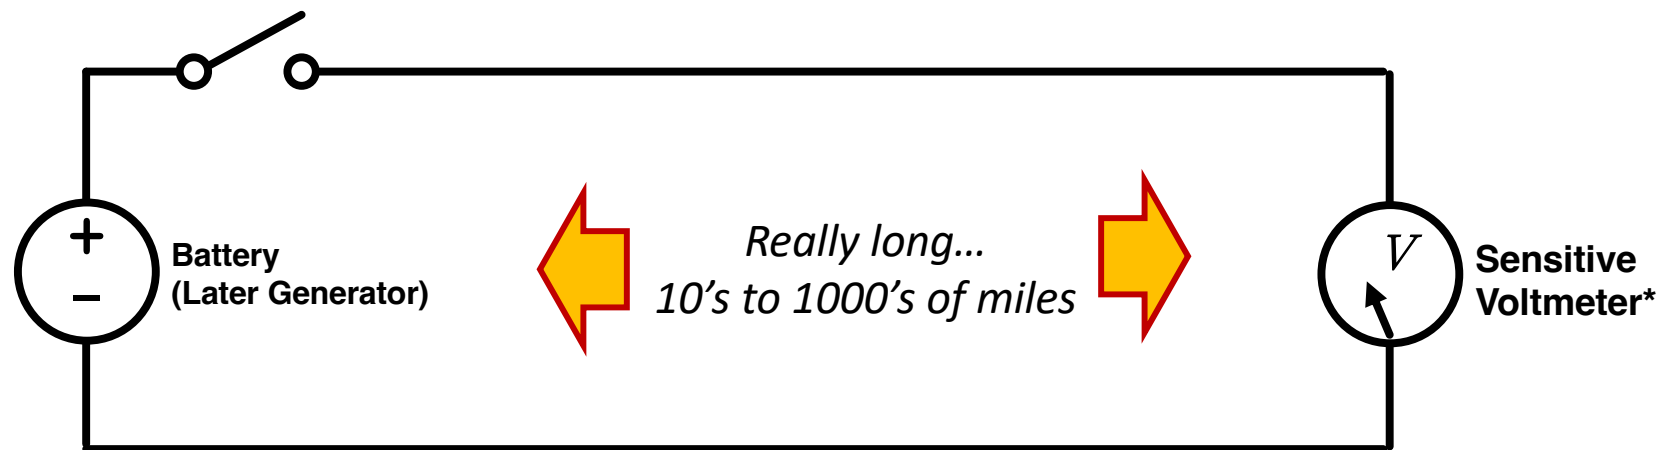 +
−
Battery
(Later Generator)
Really long…
10’s to 1000’s of miles
V
Sensitive
Voltmeter*